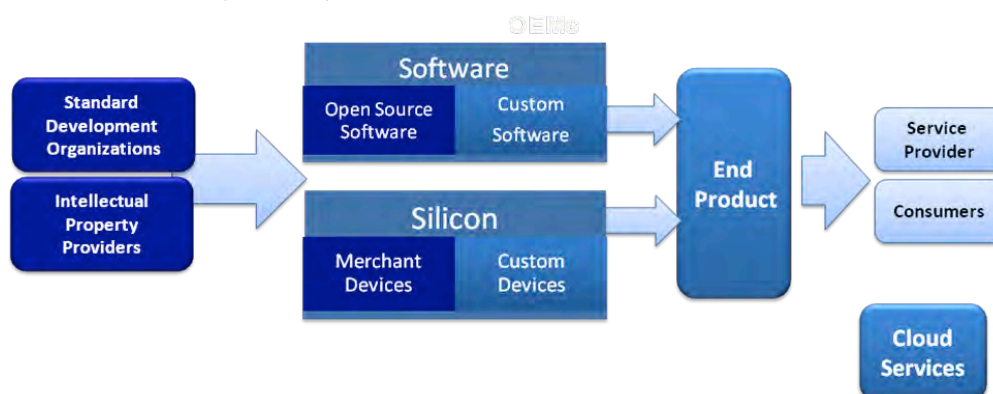 OEMs
Standard
Development
Organizations
Intellectual
Property
Providers
Software
Open Source
Software
Custom
Software
Silicon
Merchant
Devices
Custom
Devices
End
Product
Service
Provider
Consumers
Cloud
Services